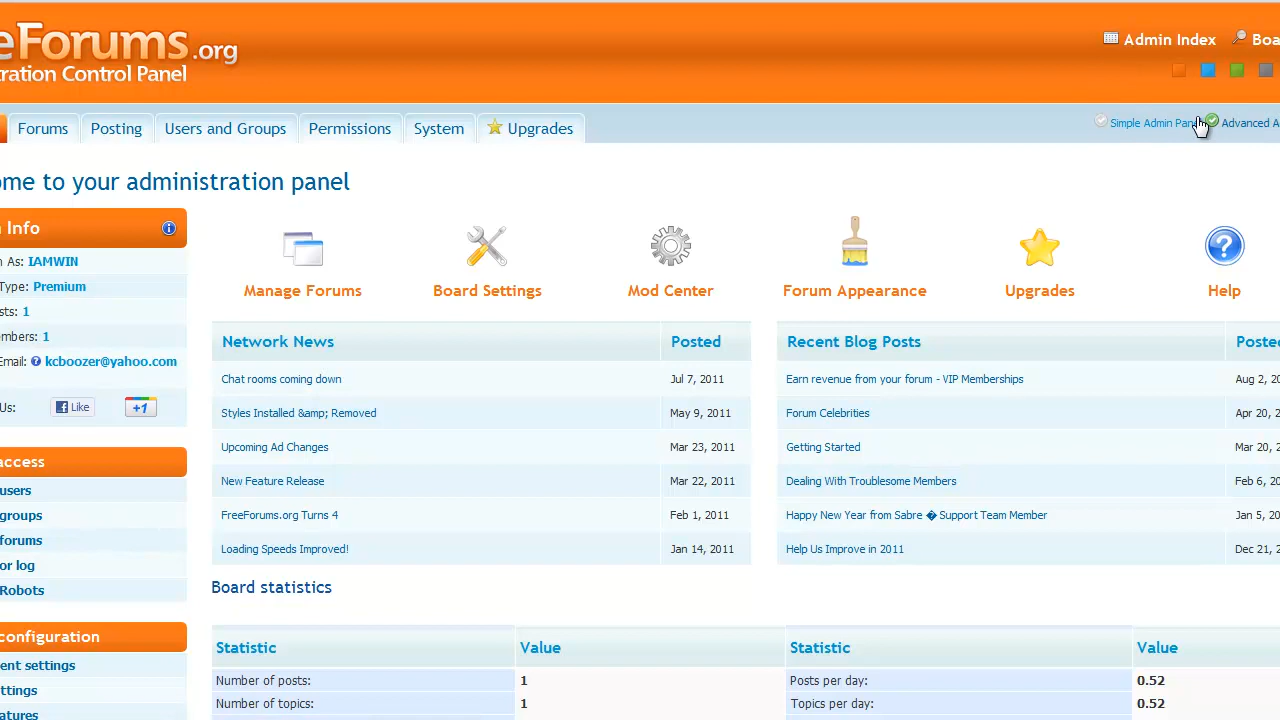 eForums.org
tration Control Panel
Admin Index Boa
Forums Posting Users and Groups Permissions System Upgrades
Simple Admin Pan Advanced A
ome to your administration panel
Info
n As: IAMWIN
Type: Premium
sts: 1
mbers: 1
Email: kcboozer@yahoo.com
Us: Like +1
access
users
groups
forums
or log
Robots
configuration
ent settings
ttings
atures
Manage Forums Board Settings Mod Center Forum Appearance Upgrades Help
Network News Posted
Chat rooms coming down Jul 7, 2011
Styles Installed &amp; Removed May 9, 2011
Upcoming Ad Changes Mar 23, 2011
New Feature Release Mar 22, 2011
FreeForums.org Turns 4 Feb 1, 2011
Loading Speeds Improved! Jan 14, 2011
Recent Blog Posts Poste
Earn revenue from your forum - VIP Memberships Aug 2, 20
Forum Celebrities Apr 20, 2
Getting Started Mar 20, 2
Dealing With Troublesome Members Feb 6, 20
Happy New Year from Sabre � Support Team Member Jan 5, 20
Help Us Improve in 2011 Dec 21, 2
Board statistics
Statistic Value Statistic Value
Number of posts: 1 Posts per day: 0.52
Number of topics: 1 Topics per day: 0.52